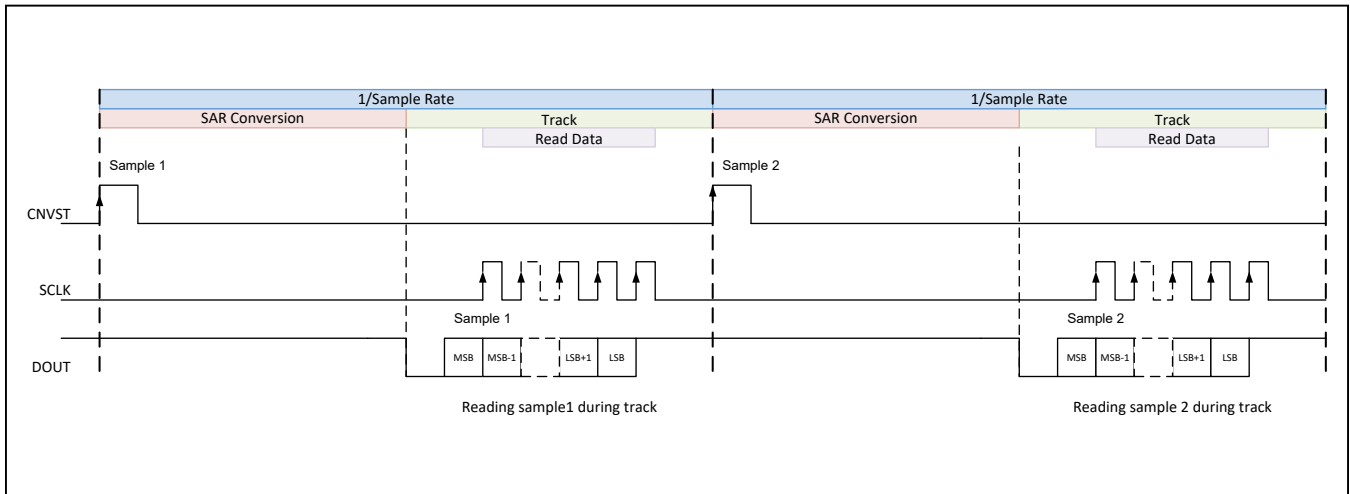 1/Sample Rate 1/Sample Rate
SAR Conversion Track SAR Conversion Track
Read Data Read Data
Sample 1 Sample 2
CNVST
SCLK
Sample 1 Sample 2
MSB MSB-1 LSB+1 LSB MSB MSB-1 LSB+1 LSB
DOUT
Reading sample1 during track Reading sample 2 during track